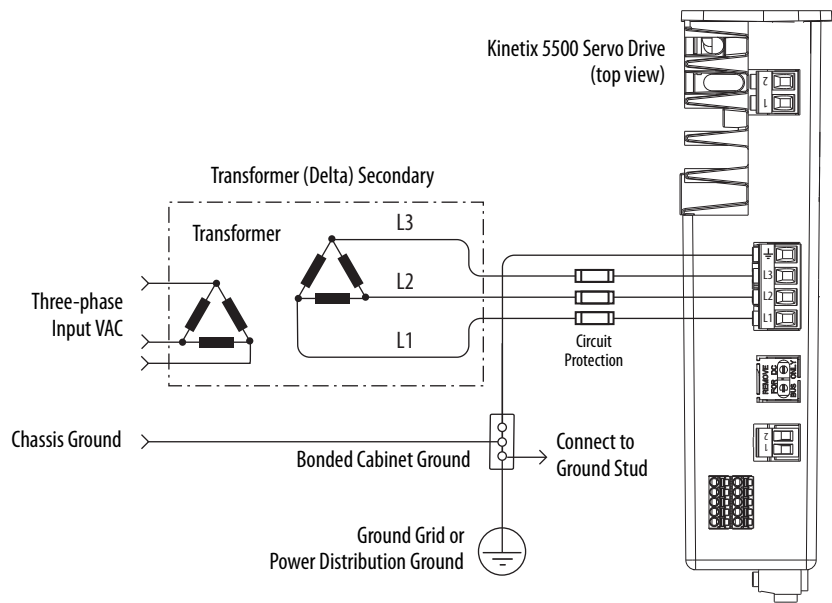 Kinetix 5500 Servo Drive
(top view)
2
1
Transformer (Delta) Secondary
Transformer
L3
L2
L1
Three-phase
Input VAC
L3
L2
L1
Circuit
Protection
REMOVE
FOR DC
BUS ONLY
2
1
Chassis Ground
Bonded Cabinet Ground
Connect to
Ground Stud
Ground Grid or
Power Distribution Ground